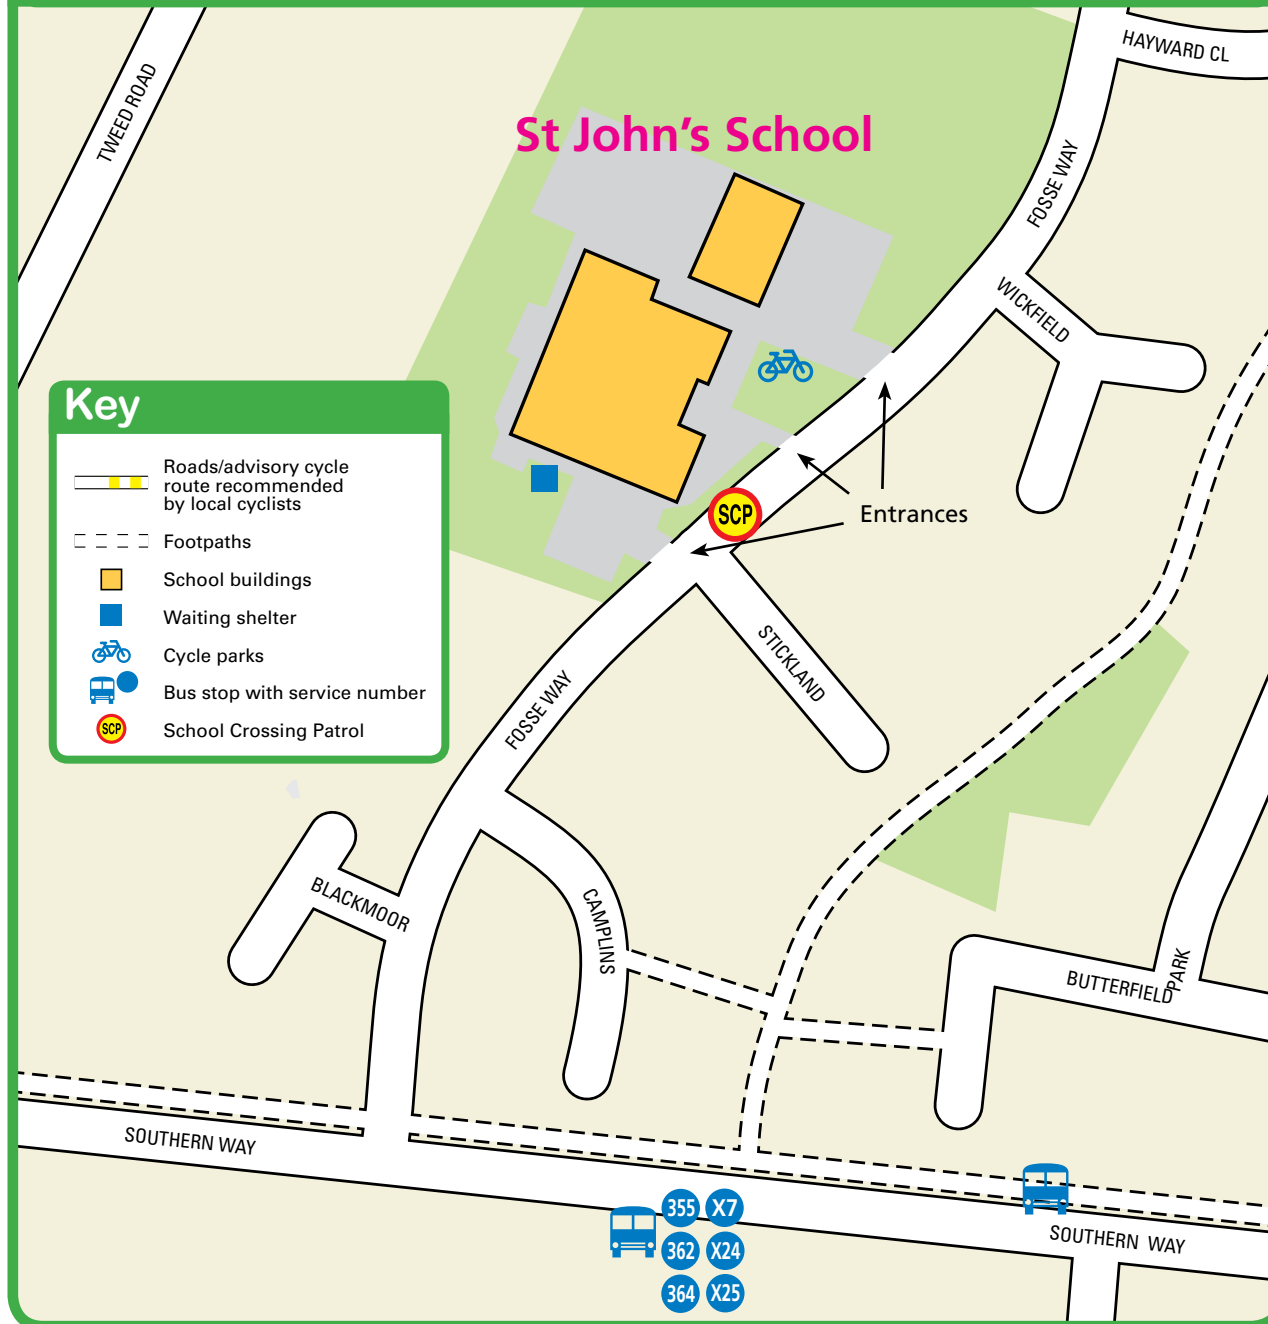 HAYWARD CL
TWEED ROAD
St John's School
FOSSE WAY
WICKFIELD
Key
Roads/advisory cycle
route recommended
by local cyclists
Footpaths
School buildings
Waiting shelter
Cycle parks
Bus stop with service number
SCP
School Crossing Patrol
SCP
Entrances
STICKLAND
FOSSE WAY
BLACKMOOR
CAMPLINS
BUTTERFIELD
PARK
SOUTHERN WAY
355 X7
362 X24
364 X25
SOUTHERN WAY